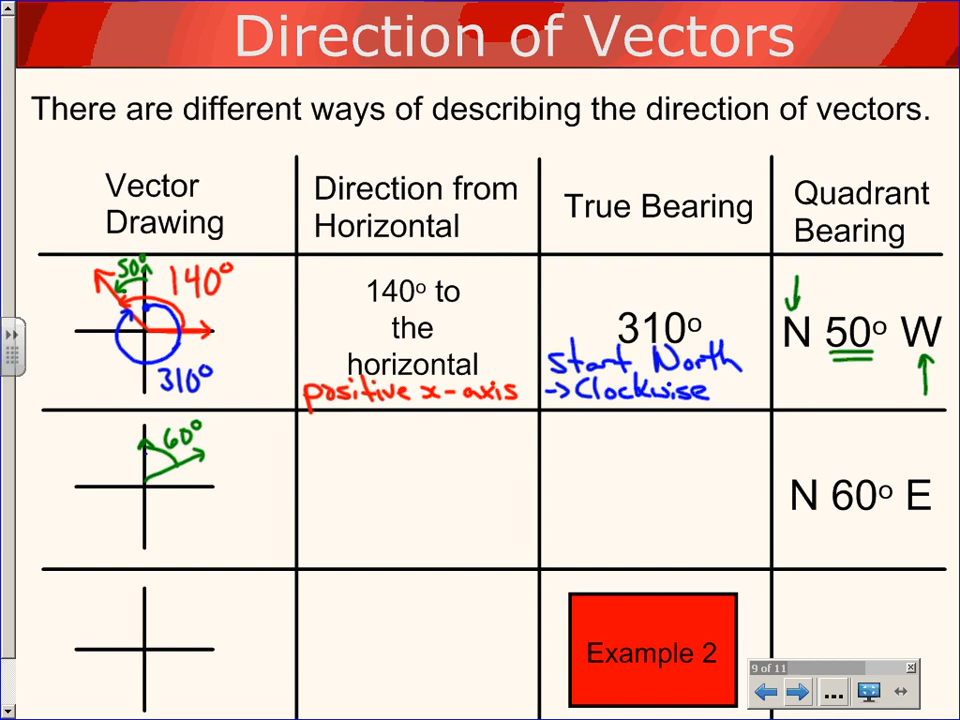 Direction of Vectors
There are different ways of describing the direction of vectors.
Vector
Drawing
Direction from
Horizontal
True Bearing
Quadrant
Bearing
50°
140°
310°
140° to
the
horizontal
positive x-axis
310°
start North
→ Clockwise
N 50° W
60°
N 60° E
Example 2
9 of 11
...